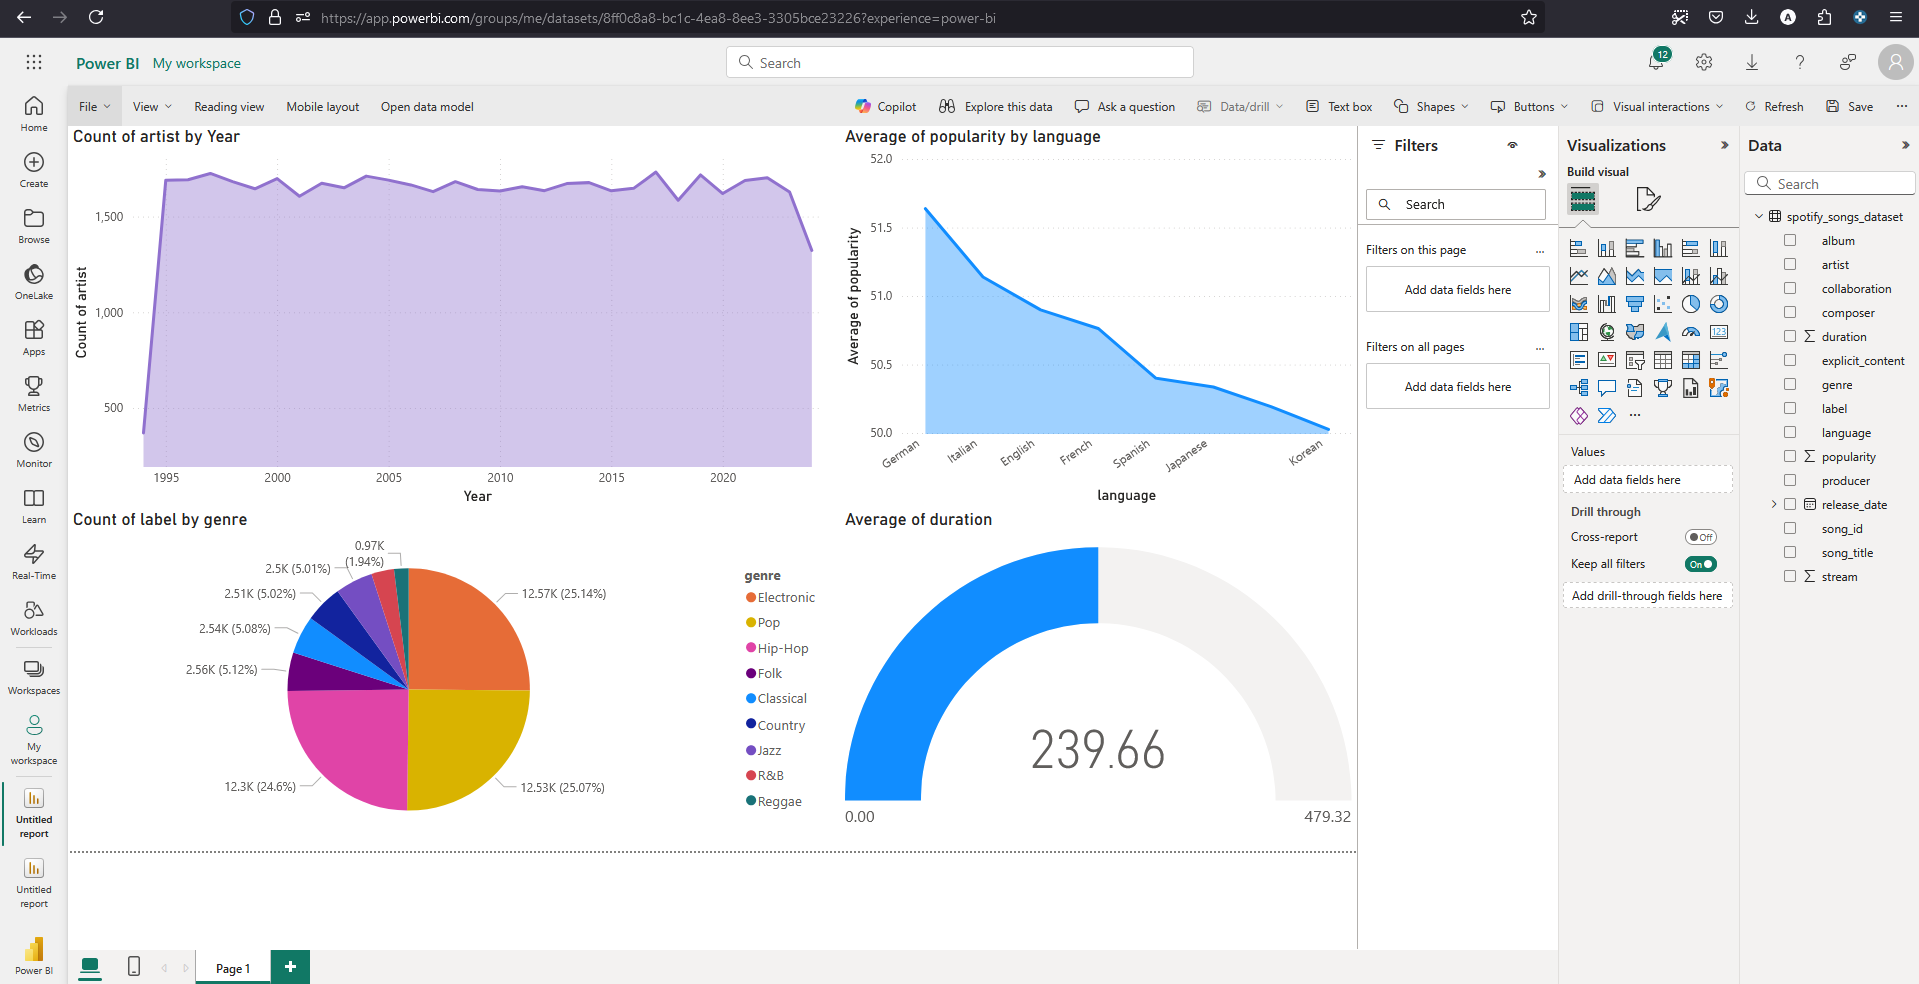 https://app.powerbi.com/groups/me/datasets/8ff0c8a8-bc1c-4ea8-8ee3-3305bce23226?experience=power-bi
A
Power BI My workspace
Search
12
File View Reading view Mobile layout Open data model
Copilot Explore this data Ask a question Data/drill Text box Shapes Buttons Visual interactions Refresh Save ...
Home
Create
Browse
OneLake
Apps
Metrics
Monitor
Learn
Real-Time
Workloads
Workspaces
My
workspace
Untitled
report
Untitled
report
Power BI
Count of artist by Year
1,500
1,000
500
Count of artist
1995 2000 2005 2010 2015 2020
Year
Average of popularity by language
52.0
51.5
51.0
50.5
50.0
Average of popularity
German Italian English French Spanish Japanese Korean
language
Count of label by genre
0.97K
(1.94%)
2.5K (5.01%)
2.51K (5.02%)
2.54K (5.08%)
2.56K (5.12%)
12.3K (24.6%)
12.57K (25.14%)
12.53K (25.07%)
genre
Electronic
Pop
Hip-Hop
Folk
Classical
Country
Jazz
R&B
Reggae
Average of duration
239.66
0.00 479.32
Page 1
Filters
Search
Filters on this page ...
Add data fields here
Filters on all pages ...
Add data fields here
Visualizations
Build visual
123
...
Values
Add data fields here
Drill through
Cross-report Off
Keep all filters On
Add drill-through fields here
Data
Search
spotify_songs_dataset
album
artist
collaboration
composer
duration
explicit_content
genre
label
language
popularity
producer
release_date
song_id
song_title
stream